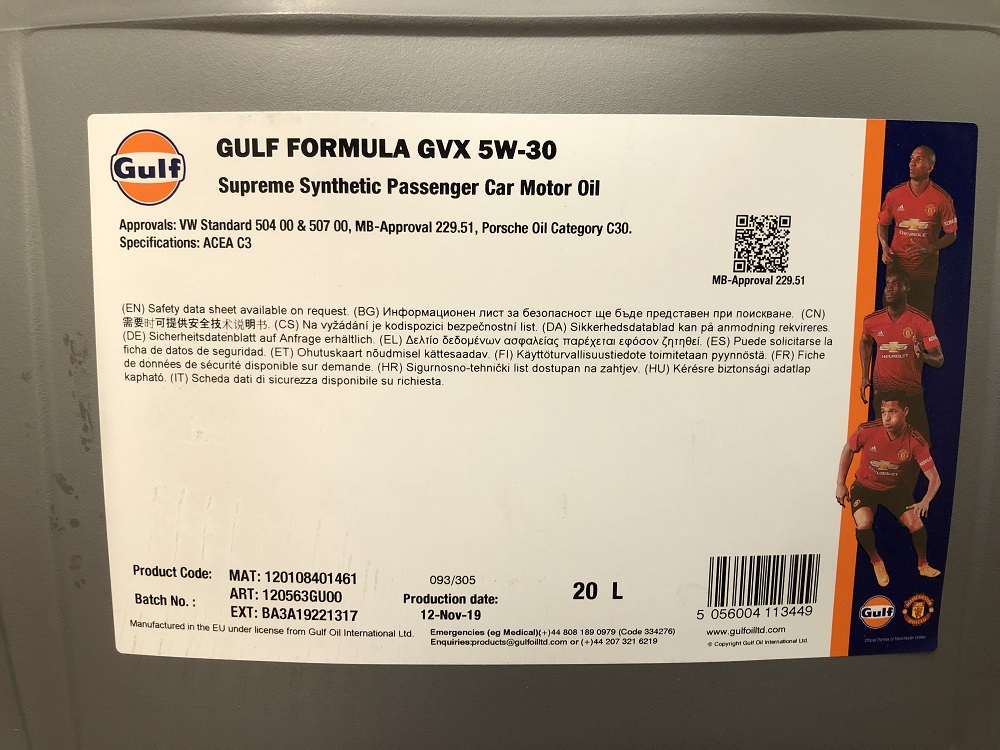 Gulf
GULF FORMULA GVX 5W-30
Supreme Synthetic Passenger Car Motor Oil
Approvals: VW Standard 504 00 & 507 00, MB-Approval 229.51, Porsche Oil Category C30.
Specifications: ACEA C3
MB-Approval 229.51
(EN) Safety data sheet available on request. (BG) Информационен лист за безопасност ще бъде представен при поискване. (CN)
需要时可提供安全技术说明书. (CS) Na vyžádání je kodispozici bezpečnostní list. (DA) Sikkerhedsdatablad kan på anmodning rekvireres.
(DE) Sicherheitsdatenblatt auf Anfrage erhältlich. (EL) Δελτίο δεδομένων ασφαλείας παρέχεται εφόσον ζητηθεί. (ES) Puede solicitarse la
ficha de datos de seguridad. (ET) Ohutuskaart nõudmisel kättesaadav. (FI) Käyttöturvallisuustiedote toimitetaan pyynnöstä. (FR) Fiche
de données de sécurité disponible sur demande. (HR) Sigurnosno-tehnički list dostupan na zahtjev. (HU) Kérésre biztonsági adatlap
kapható. (IT) Scheda dati di sicurezza disponibile su richiesta.
CHEVROLET
CHEVROLET
CHEVROLET
Product Code: MAT: 120108401461
ART: 120563GU00
Batch No. : EXT: BA3A19221317
093/305
Production date:
12-Nov-19
20 L
5 056004 113449
Manufactured in the EU under license from Gulf Oil International Ltd.
Emergencies (eg Medical)(+)44 808 189 0979 (Code 334276)
Enquiries:products@gulfoilltd.com or (+)44 207 321 6219
www.gulfoilltd.com
© Copyright Gulf Oil International Ltd.
Gulf
MANCHESTER UNITED
Official Partner of Manchester United